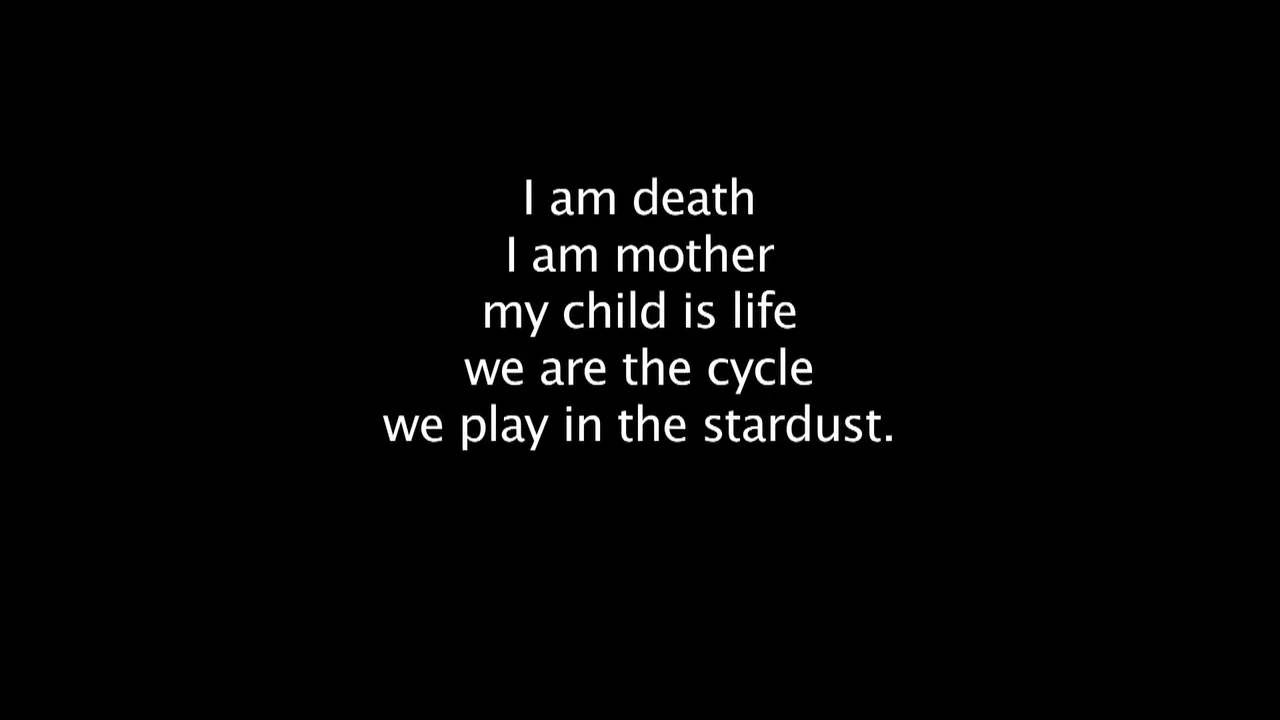 I am death
I am mother
my child is life
we are the cycle
we play in the stardust.